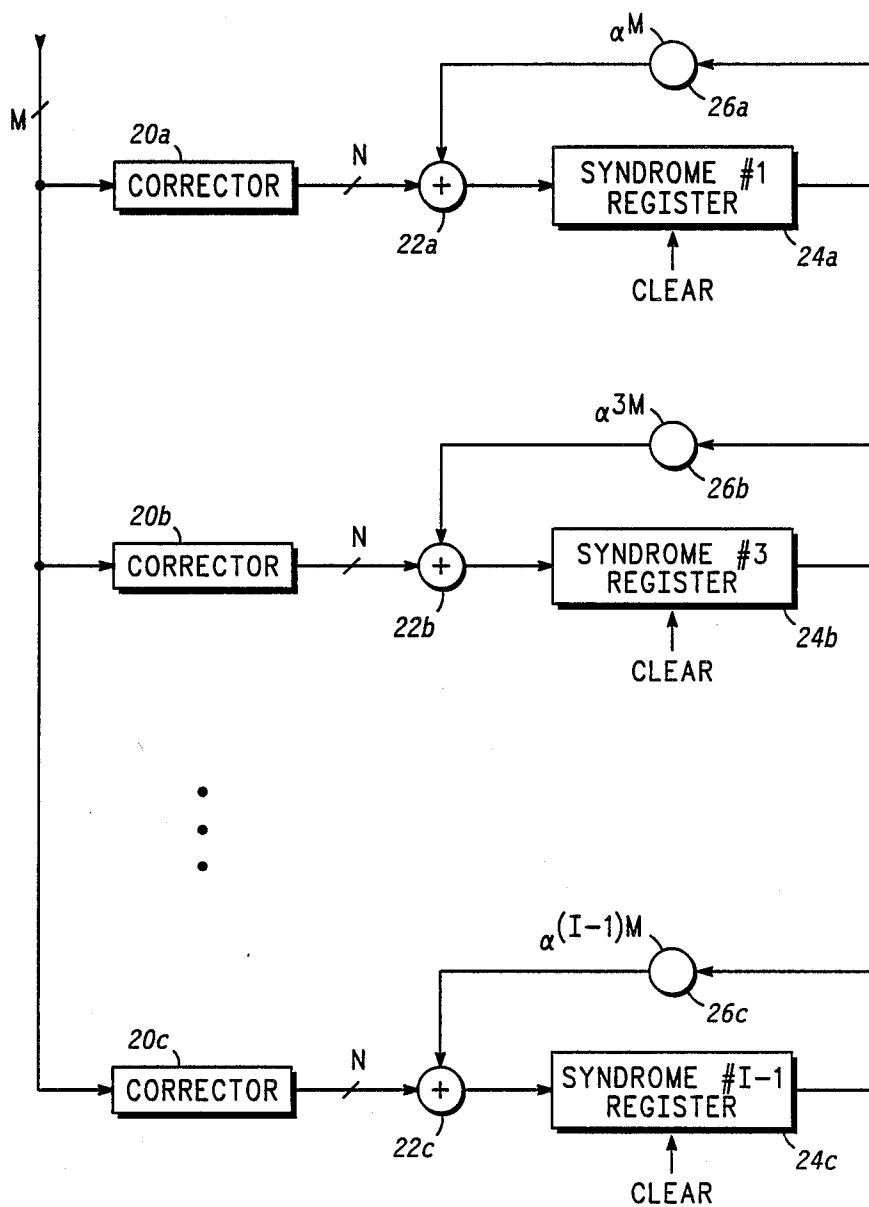 α^M
26a
M
20a
CORRECTOR
N
+
22a
SYNDROME #1
REGISTER
24a
CLEAR
α^3M
26b
20b
CORRECTOR
N
+
22b
SYNDROME #3
REGISTER
24b
CLEAR
α^(I-1)M
26c
20c
CORRECTOR
N
+
22c
SYNDROME #I-1
REGISTER
24c
CLEAR